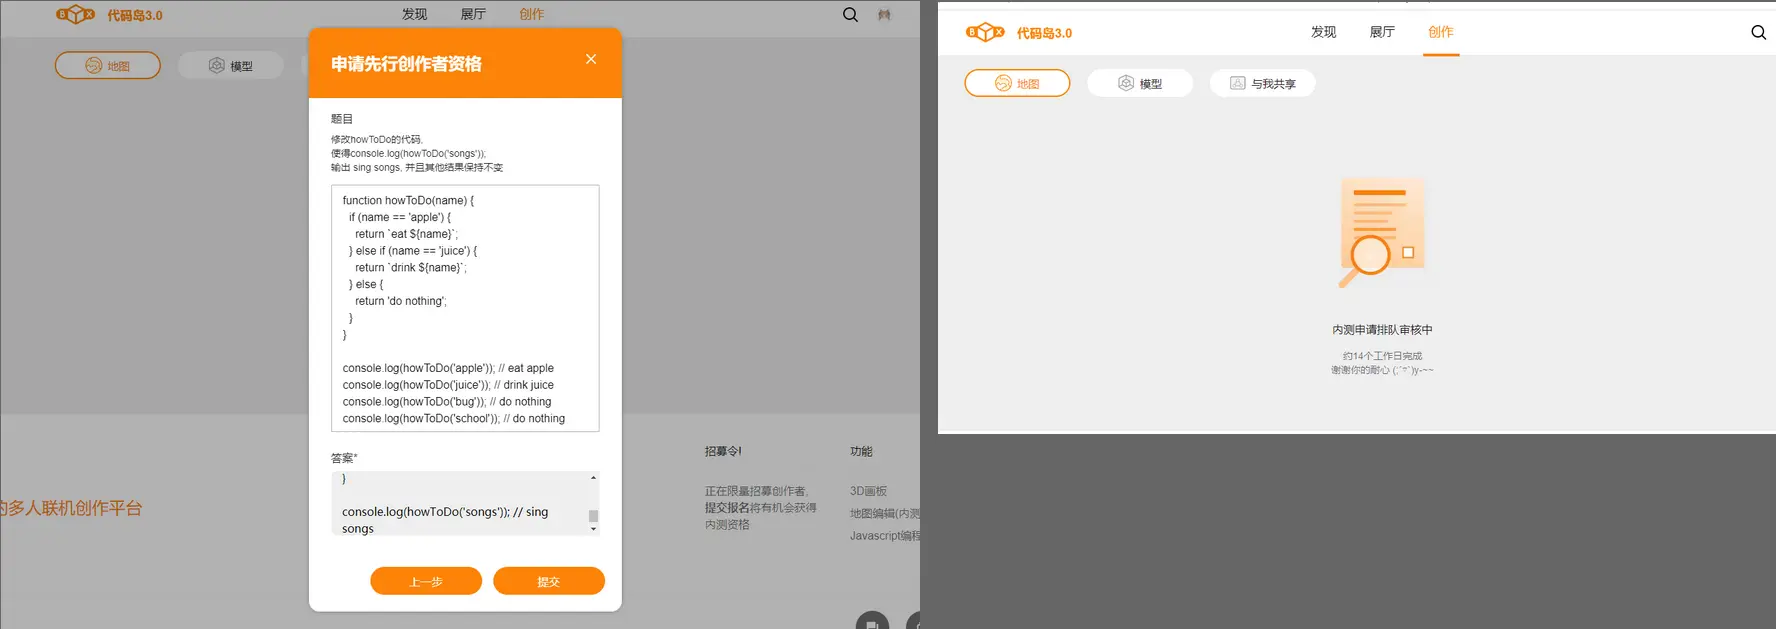 BOX 代码岛3.0
发现 展厅 创作
地图 模型
申请先行创作者资格
题目
修改howToDo的代码,
使得console.log(howToDo('songs'));
输出 sing songs, 并且其他结果保持不变
function howToDo(name) {
if (name == 'apple') {
return `eat ${name}`;
} else if (name == 'juice') {
return `drink ${name}`;
} else {
return 'do nothing';
}
}
console.log(howToDo('apple')); // eat apple
console.log(howToDo('juice')); // drink juice
console.log(howToDo('bug')); // do nothing
console.log(howToDo('school')); // do nothing
答案*
}
console.log(howToDo('songs')); // sing
songs
上一步 提交
的多人联机创作平台
招募令!
正在限量招募创作者,
提交报名将有机会获得
内测资格
功能
3D画板
地图编辑(内测
Javascript编程
BOX 代码岛3.0
发现 展厅 创作
地图 模型 与我共享
内测申请排队审核中
约14个工作日完成
谢谢你的耐心 (;´༎ຶ`)y-~~